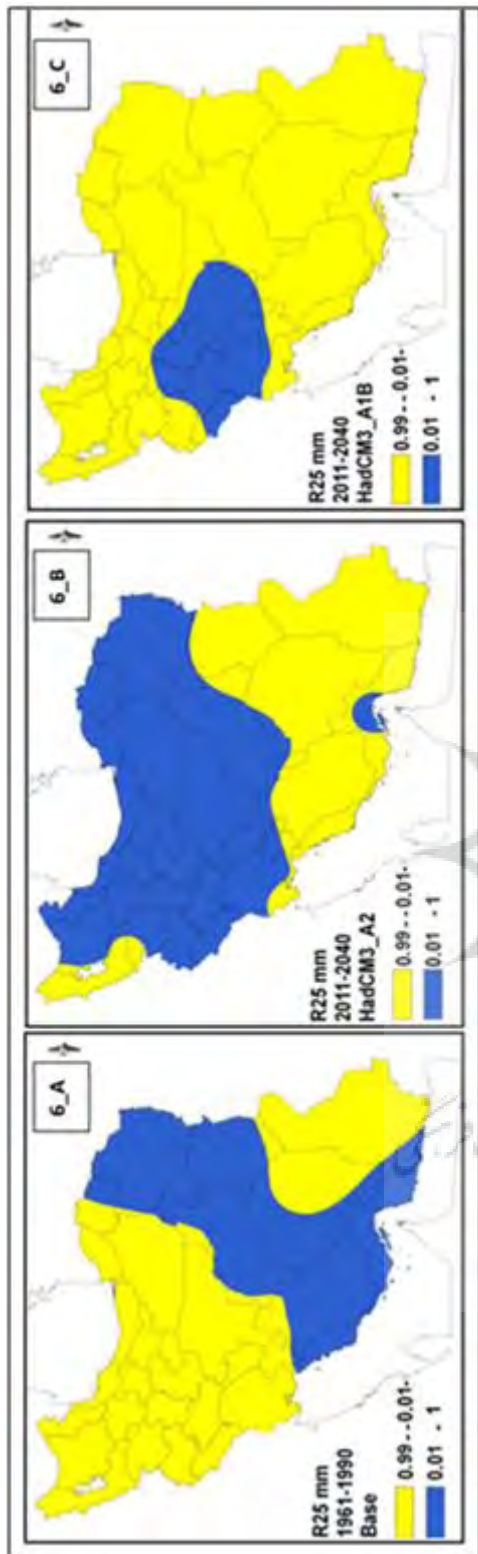 6_A
R25 mm
1961-1990
Base
0.99 - - 0.01-
0.01 - 1
6_B
R25 mm
2011-2040
HadCM3_A2
0.99 - - 0.01-
0.01 - 1
6_C
R25 mm
2011-2040
HadCM3_A1B
0.99 - - 0.01-
0.01 - 1